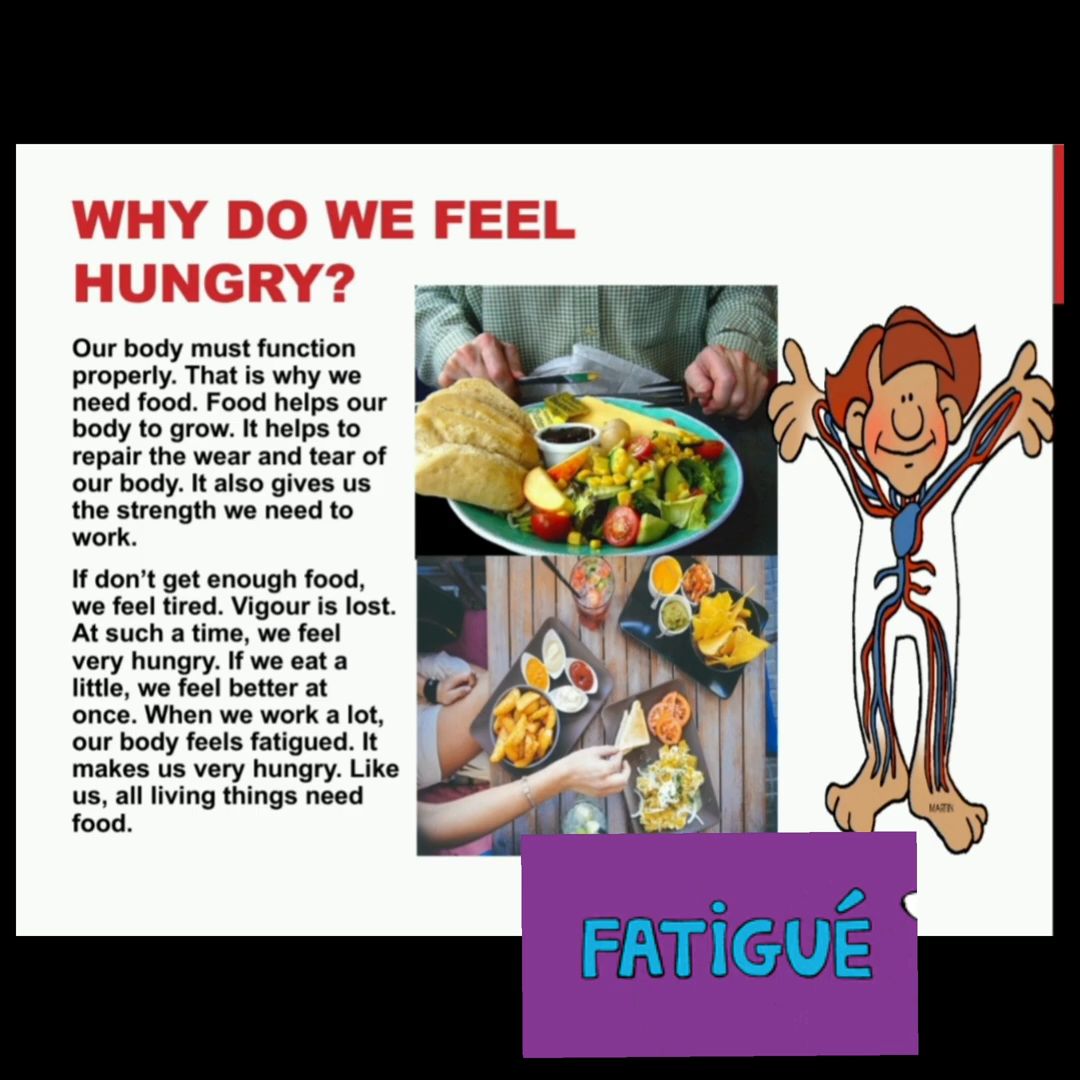 WHY DO WE FEEL
HUNGRY?
Our body must function
properly. That is why we
need food. Food helps our
body to grow. It helps to
repair the wear and tear of
our body. It also gives us
the strength we need to
work.
If don't get enough food,
we feel tired. Vigour is lost.
At such a time, we feel
very hungry. If we eat a
little, we feel better at
once. When we work a lot,
our body feels fatigued. It
makes us very hungry. Like
us, all living things need
food.
MARTIN
FATiGUÉ